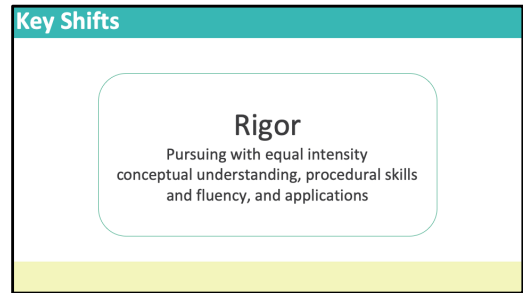 Key Shifts
Rigor
Pursuing with equal intensity
conceptual understanding, procedural skills
and fluency, and applications